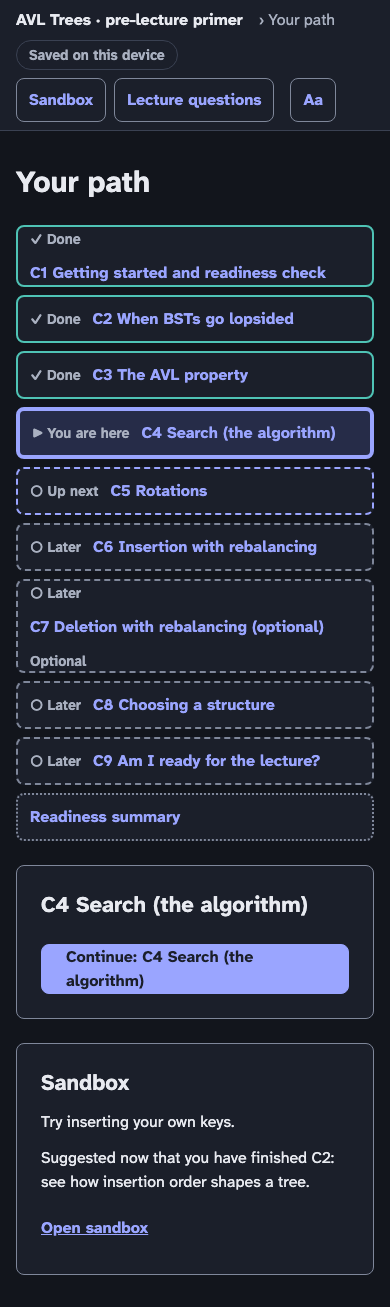 AVL Trees · pre-lecture primer › Your path
Saved on this device
Sandbox Lecture questions Aa
Your path
✓ Done
C1 Getting started and readiness check
✓ Done C2 When BSTs go lopsided
✓ Done C3 The AVL property
▶ You are here C4 Search (the algorithm)
○ Up next C5 Rotations
○ Later C6 Insertion with rebalancing
○ Later
C7 Deletion with rebalancing (optional)
Optional
○ Later C8 Choosing a structure
○ Later C9 Am I ready for the lecture?
Readiness summary
C4 Search (the algorithm)
Continue: C4 Search (the
algorithm)
Sandbox
Try inserting your own keys.
Suggested now that you have finished C2:
see how insertion order shapes a tree.
Open sandbox